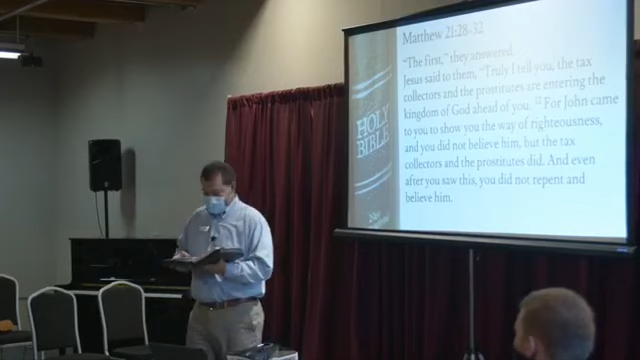 Matthew 21:28-32
"The first," they answered.
Jesus said to them, "Truly I tell you, the tax
collectors and the prostitutes are entering the
kingdom of God ahead of you. 32 For John came
to you to show you the way of righteousness,
and you did not believe him, but the tax
collectors and the prostitutes did. And even
after you saw this, you did not repent and
believe him.
HOLY
BIBLE